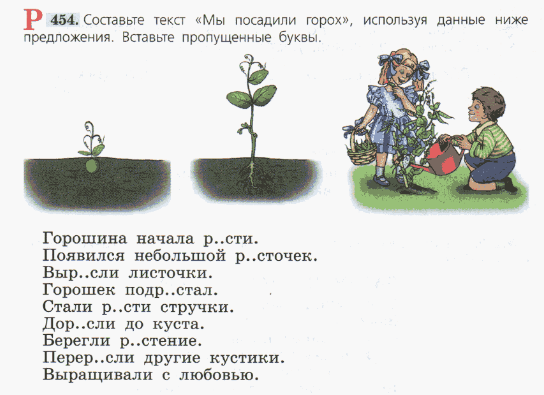 Р 454. Составьте текст «Мы посадили горох», используя данные ниже
предложения. Вставьте пропущенные буквы.
Горошина начала р..сти.
Появился небольшой р..сточек.
Выр..сли листочки.
Горошек подр..стал.
Стали р..сти стручки.
Дор..сли до куста.
Берегли р..стение.
Перер..сли другие кустики.
Выращивали с любовью.